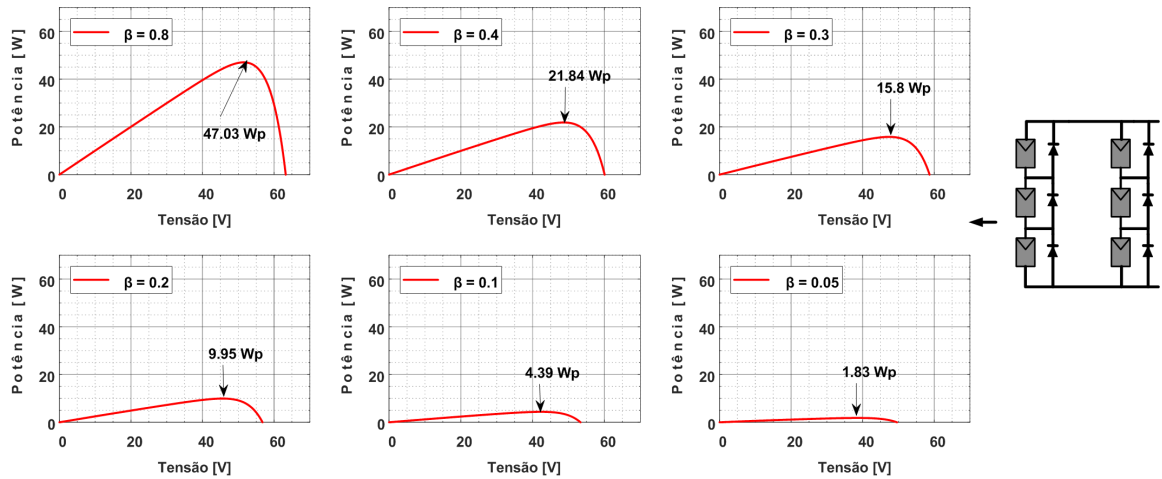 Potência [W]
60
40
20
0
β = 0.8
47.03 Wp
0 20 40 60
Tensão [V]
Potência [W]
60
40
20
0
β = 0.4
21.84 Wp
0 20 40 60
Tensão [V]
Potência [W]
60
40
20
0
β = 0.3
15.8 Wp
0 20 40 60
Tensão [V]
Potência [W]
60
40
20
0
β = 0.2
9.95 Wp
0 20 40 60
Tensão [V]
Potência [W]
60
40
20
0
β = 0.1
4.39 Wp
0 20 40 60
Tensão [V]
Potência [W]
60
40
20
0
β = 0.05
1.83 Wp
0 20 40 60
Tensão [V]